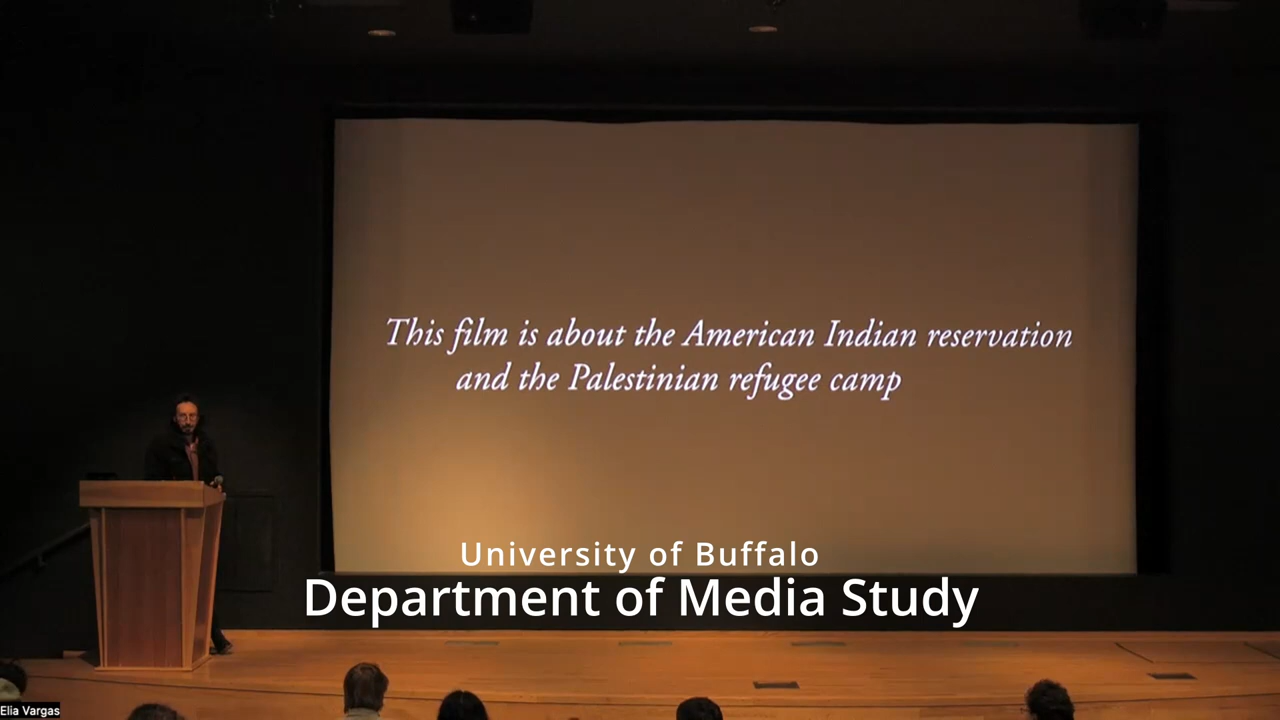 This film is about the American Indian reservation
and the Palestinian refugee camp
University of Buffalo
Department of Media Study
Elia Vargas